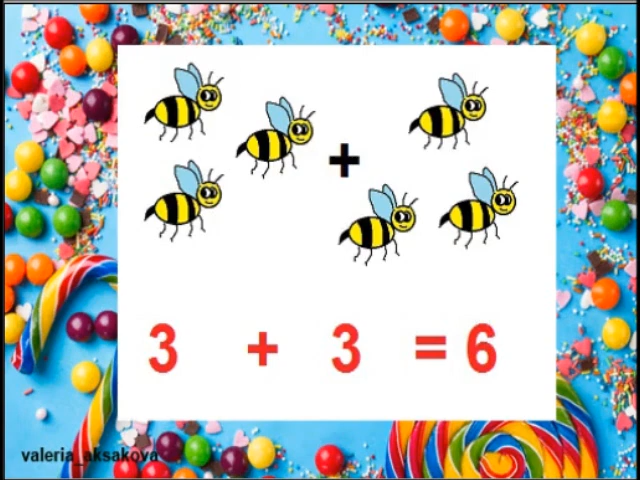 +
3 + 3 = 6
valeria_aksakova